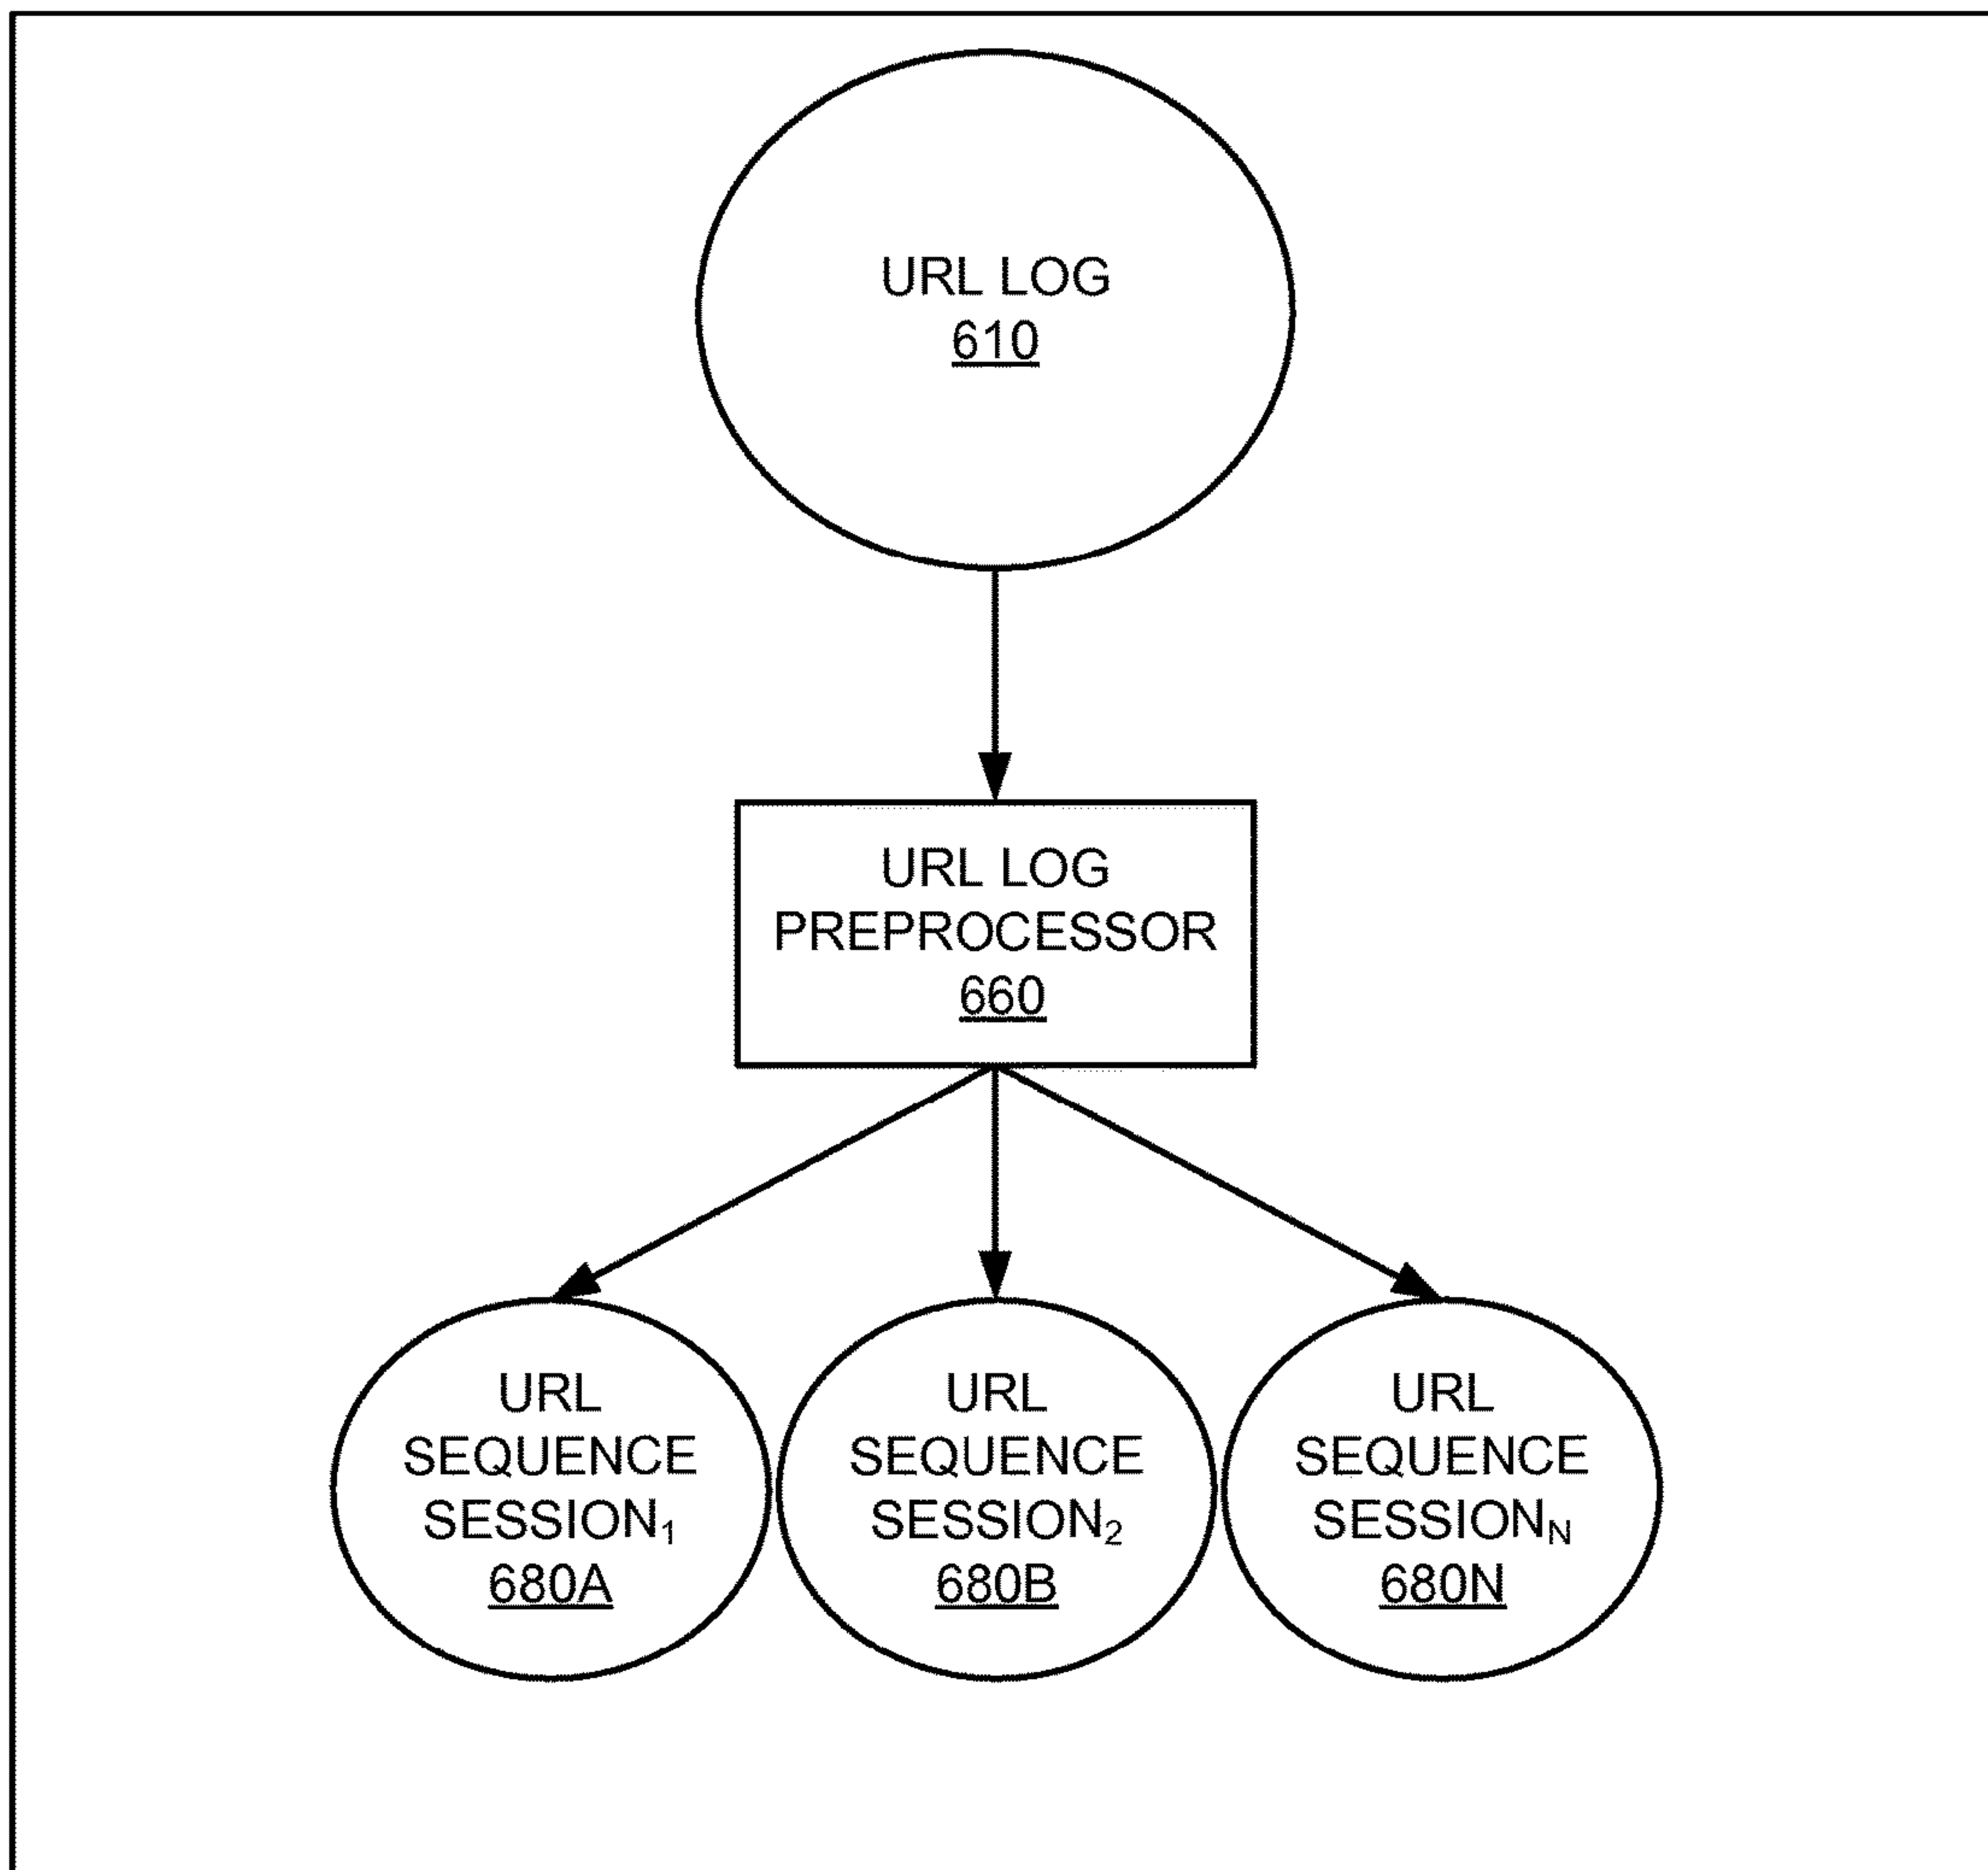 URL LOG
610
URL LOG
PREPROCESSOR
660
URL
SEQUENCE
SESSION₁
680A
URL
SEQUENCE
SESSION₂
680B
URL
SEQUENCE
SESSIONN
680N